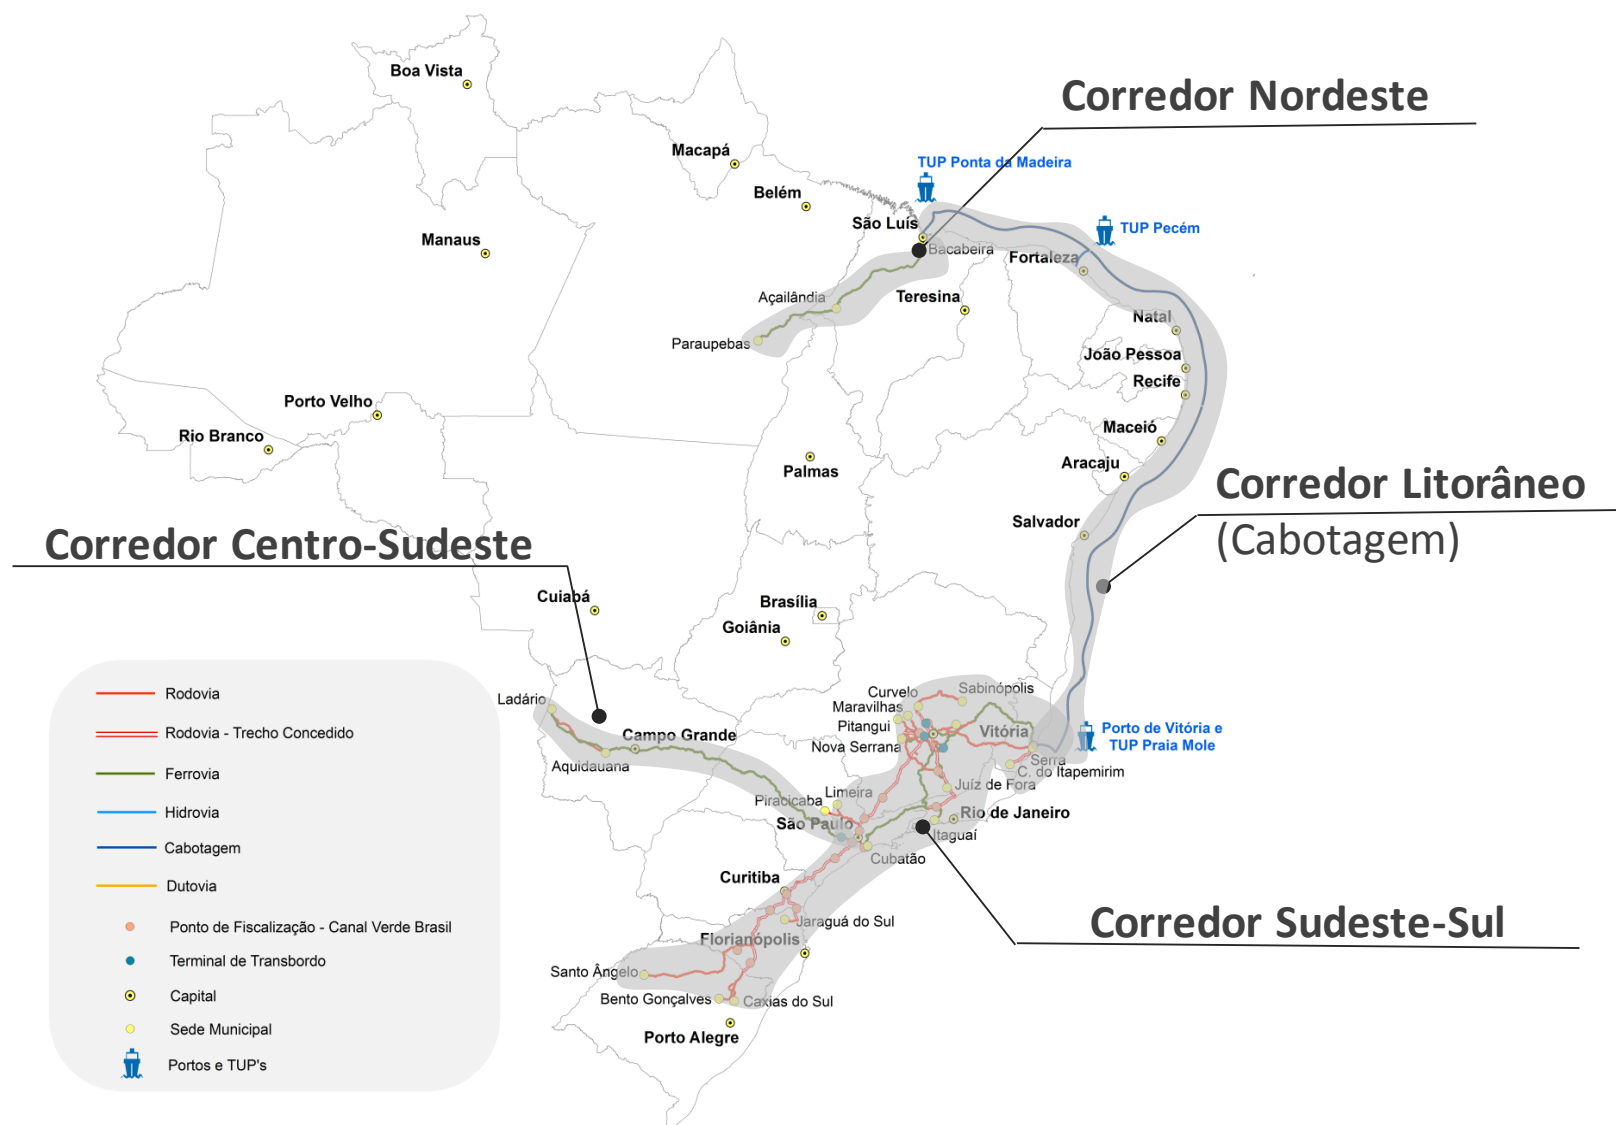 Boa Vista
Corredor Nordeste
Macapá
TUP Ponta da Madeira
Belém
São Luís
TUP Pecém
Manaus
Bacabeira
Fortaleza
Açailândia
Teresina
Natal
Paraupebas
João Pessoa
Recife
Porto Velho
Rio Branco
Maceió
Aracaju
Palmas
Corredor Litorâneo
(Cabotagem)
Salvador
Corredor Centro-Sudeste
Cuiabá
Brasília
Goiânia
Ladário
Curvelo
Sabinópolis
Maravilhas
Pitangui
Nova Serrana
Vitória
Porto de Vitória e
TUP Praia Mole
Campo Grande
Aquidauana
Serra
C. do Itapemirim
Juíz de Fora
Limeira
Piracicaba
São Paulo
Rio de Janeiro
Itaguaí
Cubatão
Curitiba
Jaraguá do Sul
Corredor Sudeste-Sul
Florianópolis
Santo Ângelo
Bento Gonçalves
Caxias do Sul
Porto Alegre
Rodovia
Rodovia - Trecho Concedido
Ferrovia
Hidrovia
Cabotagem
Dutovia
Ponto de Fiscalização - Canal Verde Brasil
Terminal de Transbordo
Capital
Sede Municipal
Portos e TUP's